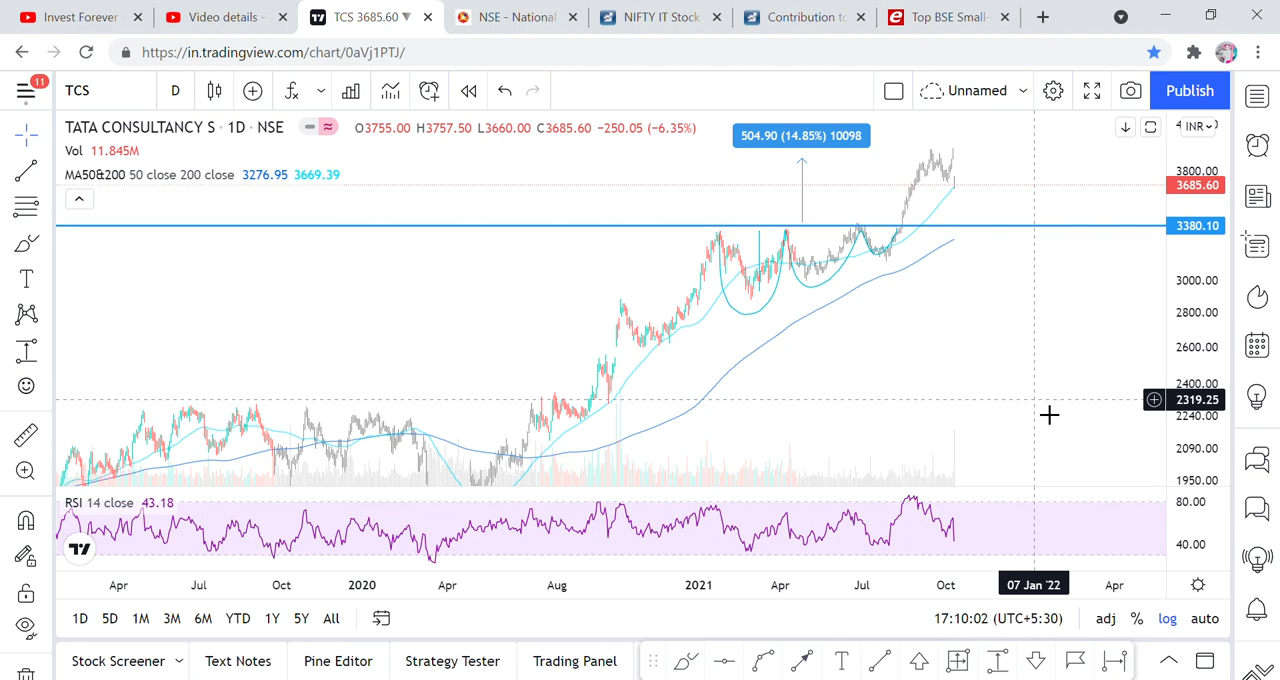 Invest Forever
Video details -
TCS 3685.60 ▼
NSE - National
NIFTY IT Stock
Contribution to
Top BSE Small-
https://in.tradingview.com/chart/0aVj1PTJ/
11
TCS
D
Unnamed
Publish
TATA CONSULTANCY S · 1D · NSE
O3755.00 H3757.50 L3660.00 C3685.60 −250.05 (−6.35%)
INR
Vol 11.845M
MA50&200 50 close 200 close 3276.95 3669.39
504.90 (14.85%) 10098
3800.00
3685.60
3380.10
3000.00
2800.00
2600.00
2400.00
2319.25
2240.00
2090.00
1950.00
RSI 14 close 43.18
80.00
40.00
Apr Jul Oct 2020 Apr Aug 2021 Apr Jul Oct 07 Jan '22 Apr
1D 5D 1M 3M 6M YTD 1Y 5Y All
17:10:02 (UTC+5:30)
adj % log auto
Stock Screener
Text Notes
Pine Editor
Strategy Tester
Trading Panel